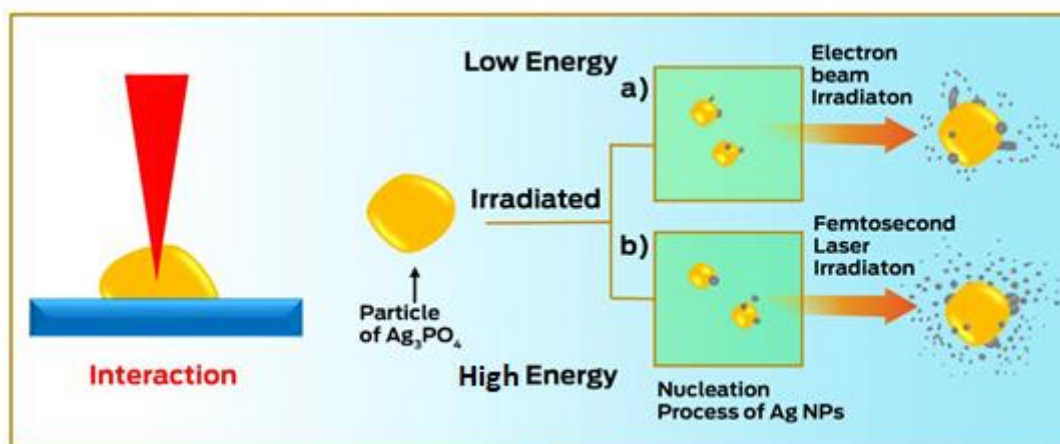 Low Energy
a)
Electron
beam
Irradiaton
Irradiated
b)
Femtosecond
Laser
Irradiaton
Particle
of Ag₃PO₄
Interaction
High Energy
Nucleation
Process of Ag NPs